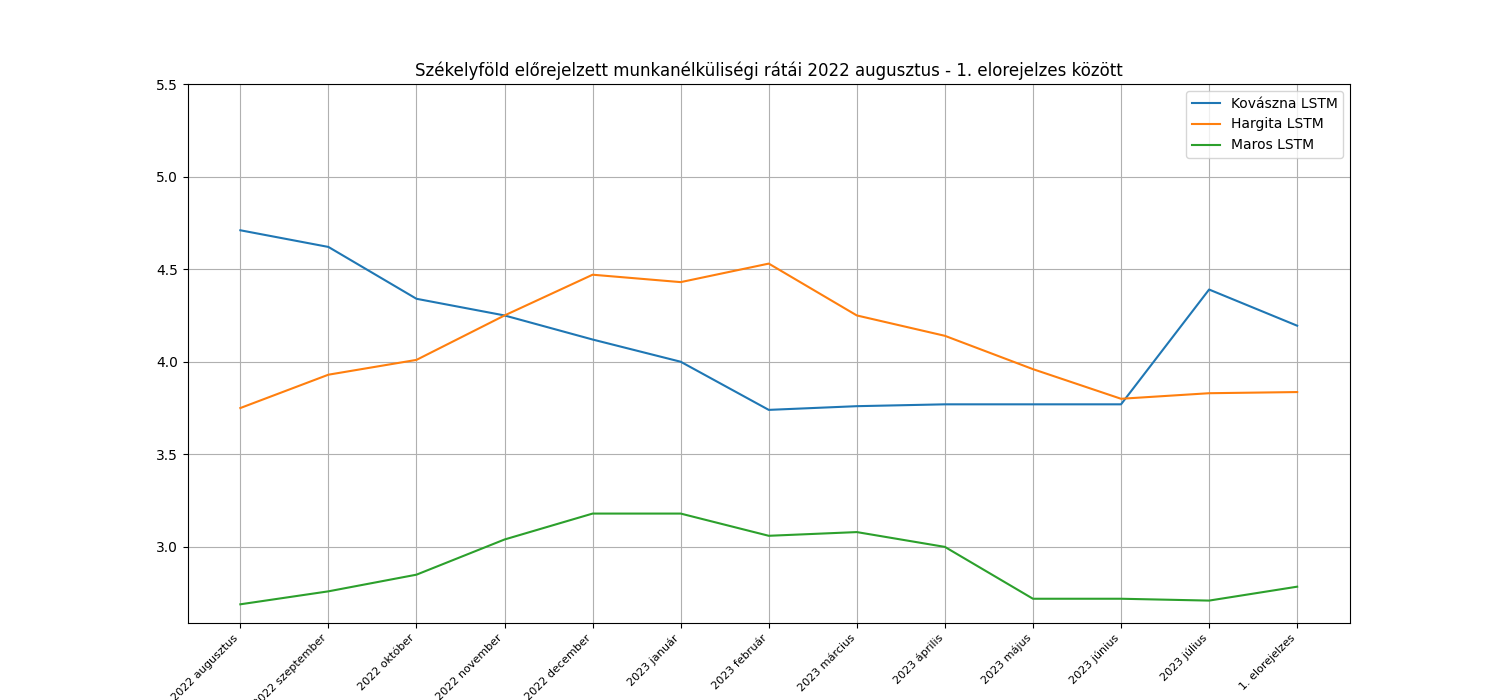 Székelyföld előrejelzett munkanélküliségi rátái 2022 augusztus - 1. elorejelzes között
5.5
5.0
4.5
4.0
3.5
3.0
Kovászna LSTM
Hargita LSTM
Maros LSTM
2022 augusztus
2022 szeptember
2022 október
2022 november
2022 december
2023 január
2023 február
2023 március
2023 április
2023 május
2023 június
2023 július
1. elorejelzes